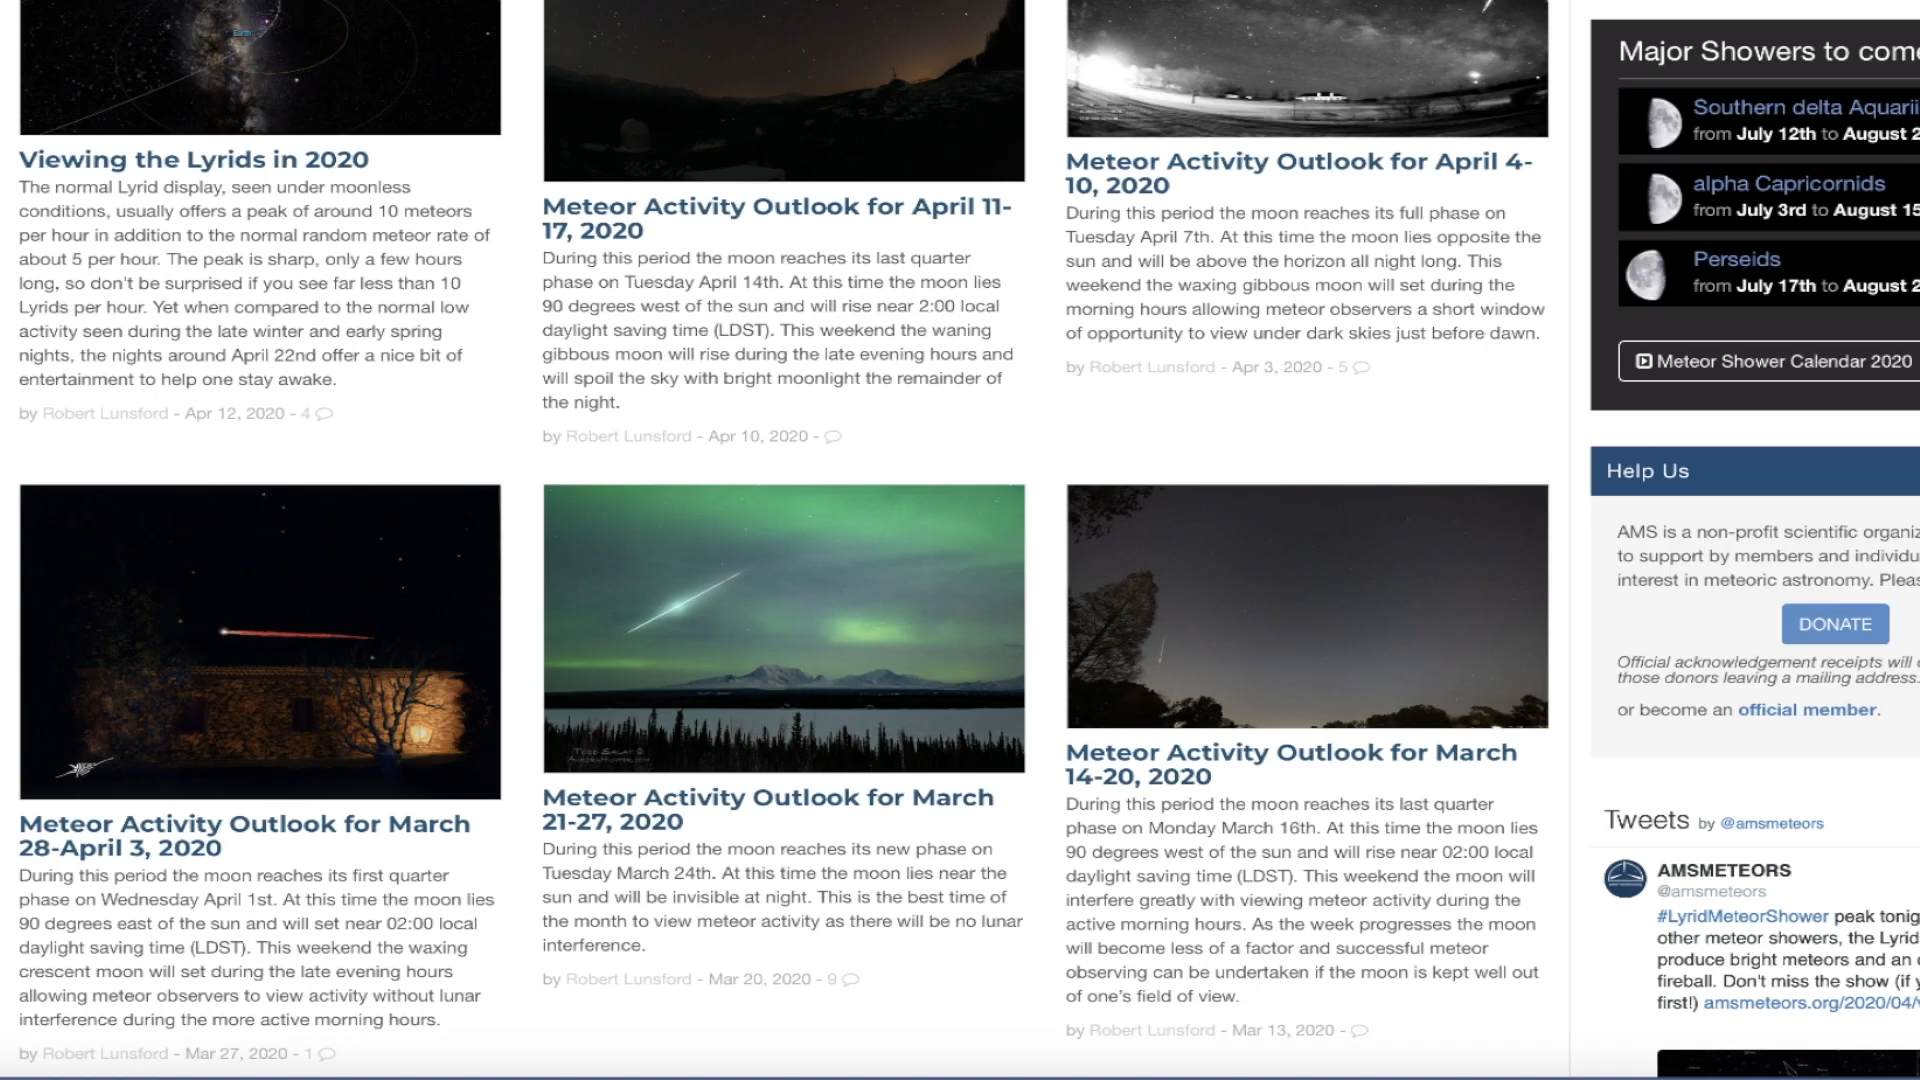 Earth
Viewing the Lyrids in 2020
The normal Lyrid display, seen under moonless
conditions, usually offers a peak of around 10 meteors
per hour in addition to the normal random meteor rate of
about 5 per hour. The peak is sharp, only a few hours
long, so don't be surprised if you see far less than 10
Lyrids per hour. Yet when compared to the normal low
activity seen during the late winter and early spring
nights, the nights around April 22nd offer a nice bit of
entertainment to help one stay awake.
by Robert Lunsford - Apr 12, 2020 - 4
Meteor Activity Outlook for April 11-
17, 2020
During this period the moon reaches its last quarter
phase on Tuesday April 14th. At this time the moon lies
90 degrees west of the sun and will rise near 2:00 local
daylight saving time (LDST). This weekend the waning
gibbous moon will rise during the late evening hours and
will spoil the sky with bright moonlight the remainder of
the night.
by Robert Lunsford - Apr 10, 2020 -
Meteor Activity Outlook for April 4-
10, 2020
During this period the moon reaches its full phase on
Tuesday April 7th. At this time the moon lies opposite the
sun and will be above the horizon all night long. This
weekend the waxing gibbous moon will set during the
morning hours allowing meteor observers a short window
of opportunity to view under dark skies just before dawn.
by Robert Lunsford - Apr 3, 2020 - 5
Meteor Activity Outlook for March
28-April 3, 2020
During this period the moon reaches its first quarter
phase on Wednesday April 1st. At this time the moon lies
90 degrees east of the sun and will set near 02:00 local
daylight saving time (LDST). This weekend the waxing
crescent moon will set during the late evening hours
allowing meteor observers to view activity without lunar
interference during the more active morning hours.
by Robert Lunsford - Mar 27, 2020 - 1
Todd Salat ©
AuroraHunter.com
Meteor Activity Outlook for March
21-27, 2020
During this period the moon reaches its new phase on
Tuesday March 24th. At this time the moon lies near the
sun and will be invisible at night. This is the best time of
the month to view meteor activity as there will be no lunar
interference.
by Robert Lunsford - Mar 20, 2020 - 9
Meteor Activity Outlook for March
14-20, 2020
During this period the moon reaches its last quarter
phase on Monday March 16th. At this time the moon lies
90 degrees west of the sun and will rise near 02:00 local
daylight saving time (LDST). This weekend the moon will
interfere greatly with viewing meteor activity during the
active morning hours. As the week progresses the moon
will become less of a factor and successful meteor
observing can be undertaken if the moon is kept well out
of one's field of view.
by Robert Lunsford - Mar 13, 2020 -
Major Showers to come
Southern delta Aquarii
from July 12th to August 2
alpha Capricornids
from July 3rd to August 15
Perseids
from July 17th to August 2
Meteor Shower Calendar 2020
Help Us
AMS is a non-profit scientific organiz
to support by members and individu
interest in meteoric astronomy. Pleas
DONATE
Official acknowledgement receipts will
those donors leaving a mailing address.
or become an official member.
Tweets by @amsmeteors
AMSMETEORS
@amsmeteors
#LyridMeteorShower peak tonig
other meteor showers, the Lyrid
produce bright meteors and an
fireball. Don't miss the show (if y
first!) amsmeteors.org/2020/04/v